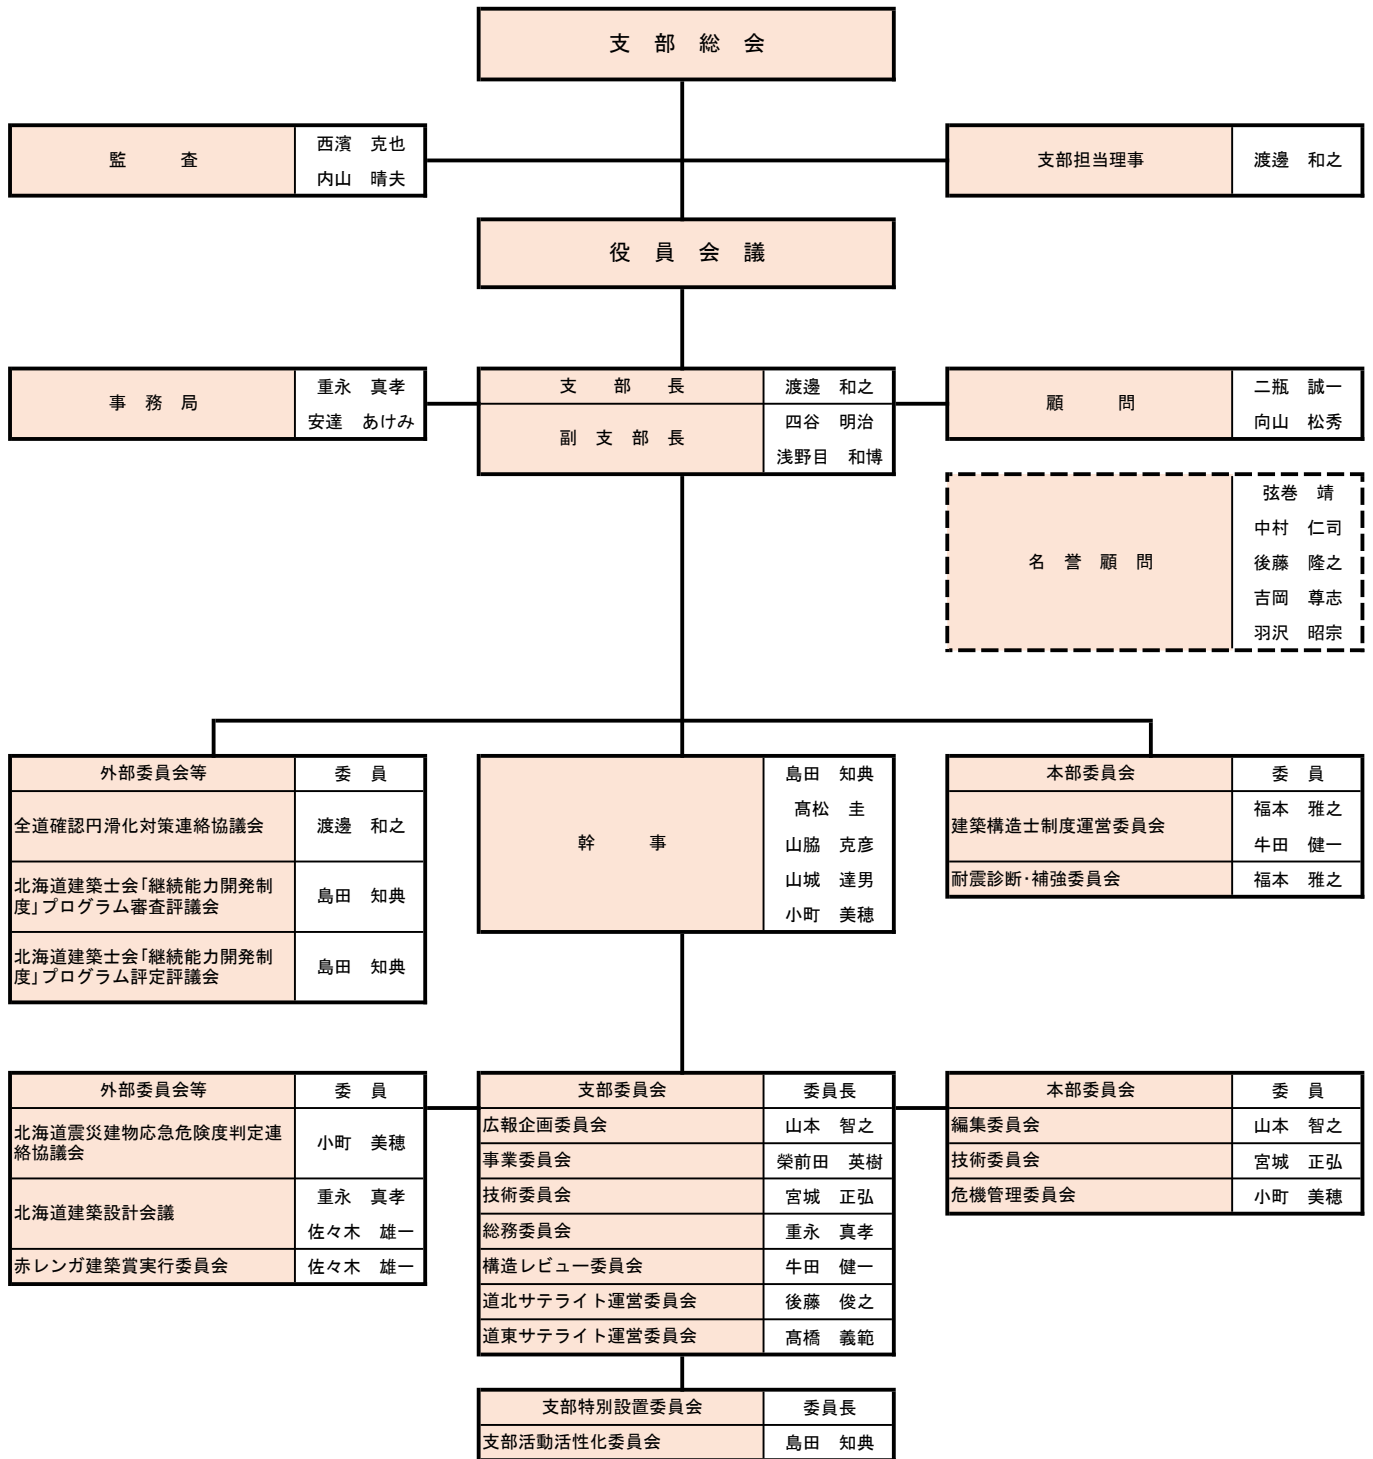 支　部　総　会
監　　　査
西濱　克也
内山　晴夫
支部担当理事
渡邊　和之
役　員　会　議
事　務　局
重永　真孝
安達　あけみ
支　　部　　長
渡邊　和之
副　支　部　長
四谷　明治
浅野目　和博
顧　　　問
二瓶　誠一
向山　松秀
名　誉　顧　問
弦巻　靖
中村　仁司
後藤　隆之
吉岡　尊志
羽沢　昭宗
外部委員会等
委　員
全道確認円滑化対策連絡協議会
渡邊　和之
北海道建築士会｢継続能力開発制
度｣プログラム審査評議会
島田　知典
北海道建築士会｢継続能力開発制
度｣プログラム評定評議会
島田　知典
幹　　　事
島田　知典
髙松　圭
山脇　克彦
山城　達男
小町　美穂
本部委員会
委　員
建築構造士制度運営委員会
福本　雅之
牛田　健一
耐震診断･補強委員会
福本　雅之
外部委員会等
委　員
北海道震災建物応急危険度判定連
絡協議会
小町　美穂
北海道建築設計会議
重永　真孝
佐々木　雄一
赤レンガ建築賞実行委員会
佐々木　雄一
支部委員会
委員長
広報企画委員会
山本　智之
事業委員会
榮前田　英樹
技術委員会
宮城　正弘
総務委員会
重永　真孝
構造レビュー委員会
牛田　健一
道北サテライト運営委員会
後藤　俊之
道東サテライト運営委員会
髙橋　義範
本部委員会
委　員
編集委員会
山本　智之
技術委員会
宮城　正弘
危機管理委員会
小町　美穂
支部特別設置委員会
委員長
支部活動活性化委員会
島田　知典